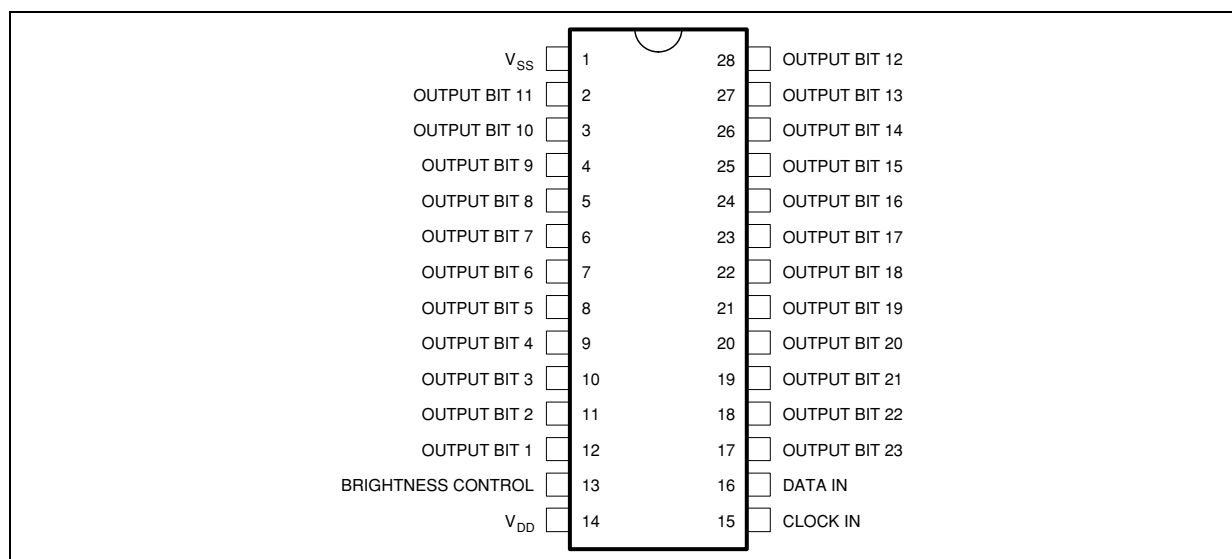 VSS 1 28 OUTPUT BIT 12
OUTPUT BIT 11 2 27 OUTPUT BIT 13
OUTPUT BIT 10 3 26 OUTPUT BIT 14
OUTPUT BIT 9 4 25 OUTPUT BIT 15
OUTPUT BIT 8 5 24 OUTPUT BIT 16
OUTPUT BIT 7 6 23 OUTPUT BIT 17
OUTPUT BIT 6 7 22 OUTPUT BIT 18
OUTPUT BIT 5 8 21 OUTPUT BIT 19
OUTPUT BIT 4 9 20 OUTPUT BIT 20
OUTPUT BIT 3 10 19 OUTPUT BIT 21
OUTPUT BIT 2 11 18 OUTPUT BIT 22
OUTPUT BIT 1 12 17 OUTPUT BIT 23
BRIGHTNESS CONTROL 13 16 DATA IN
VDD 14 15 CLOCK IN